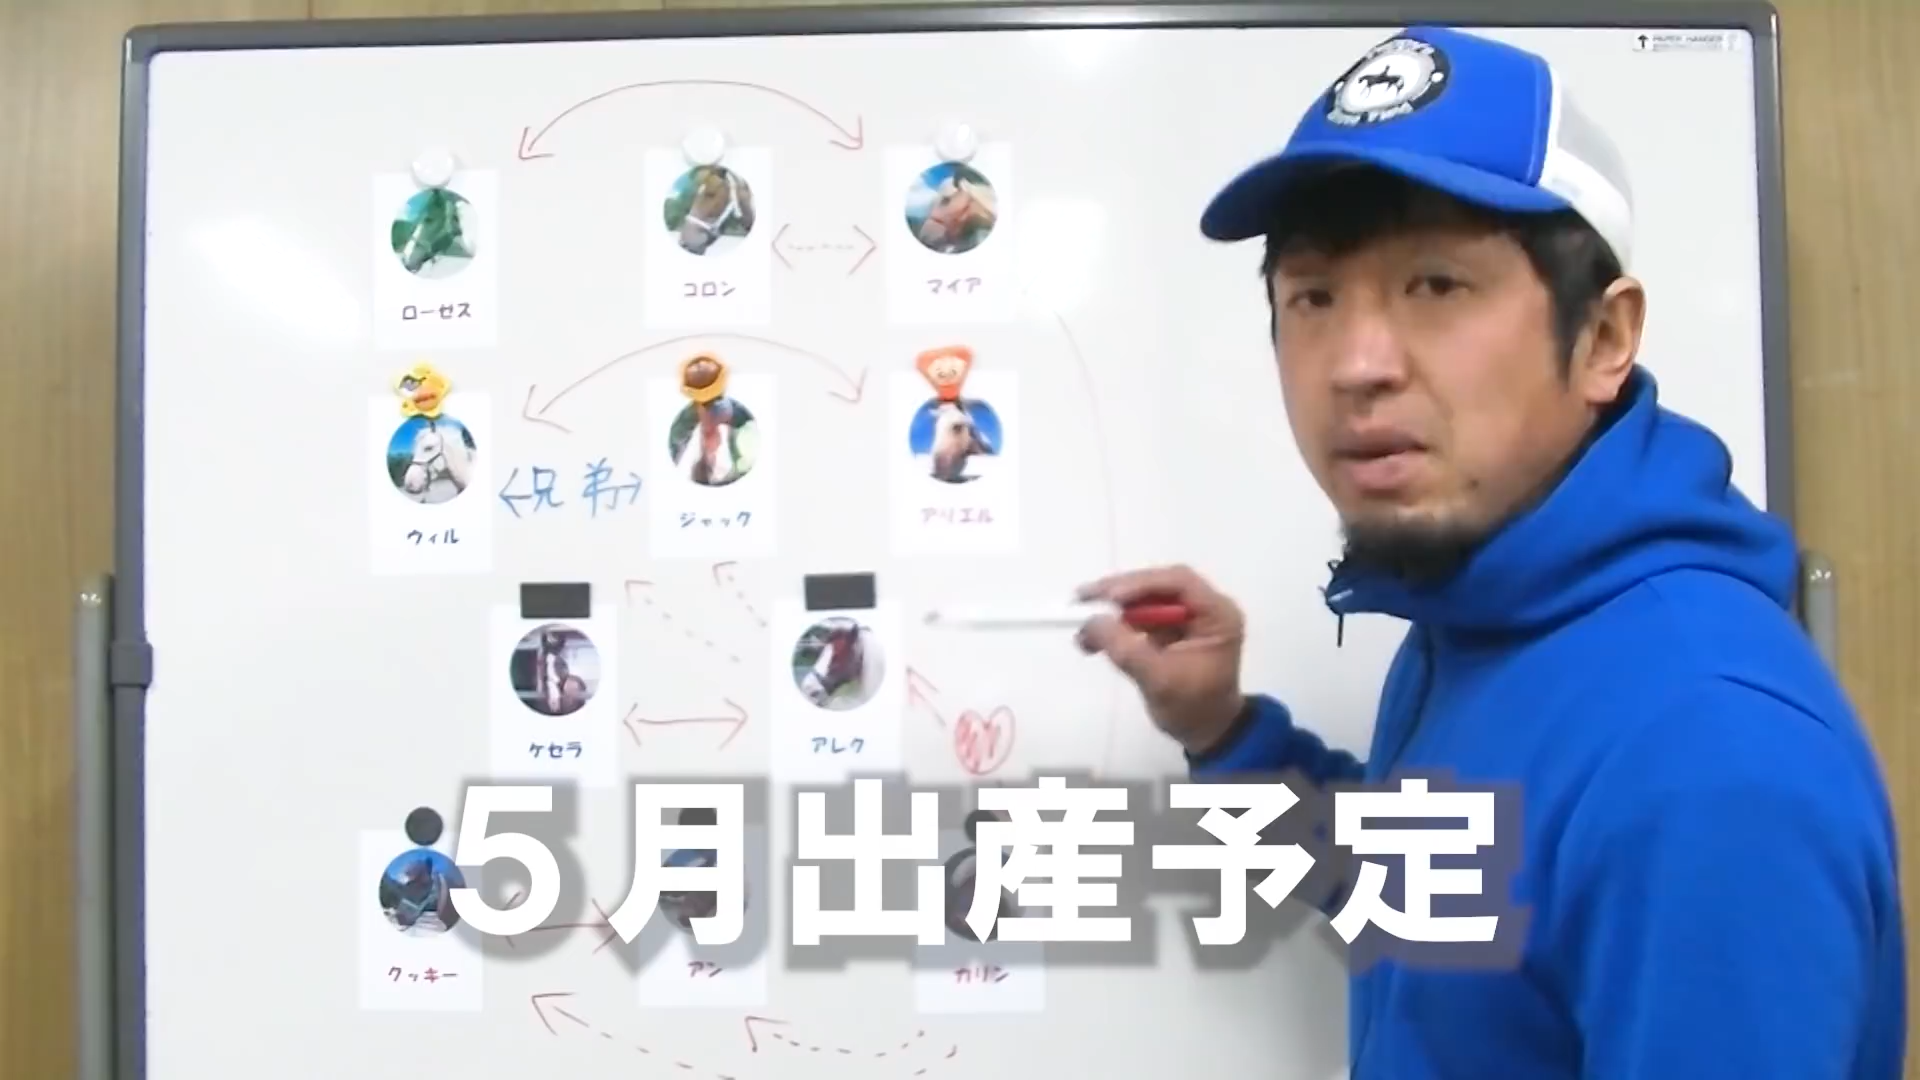 PAPER HANGER
ローゼス
コロン
マイア
ウィル
兄弟
ジャック
アリエル
ケセラ
アレク
5月出産予定
クッキー
アン
カリン